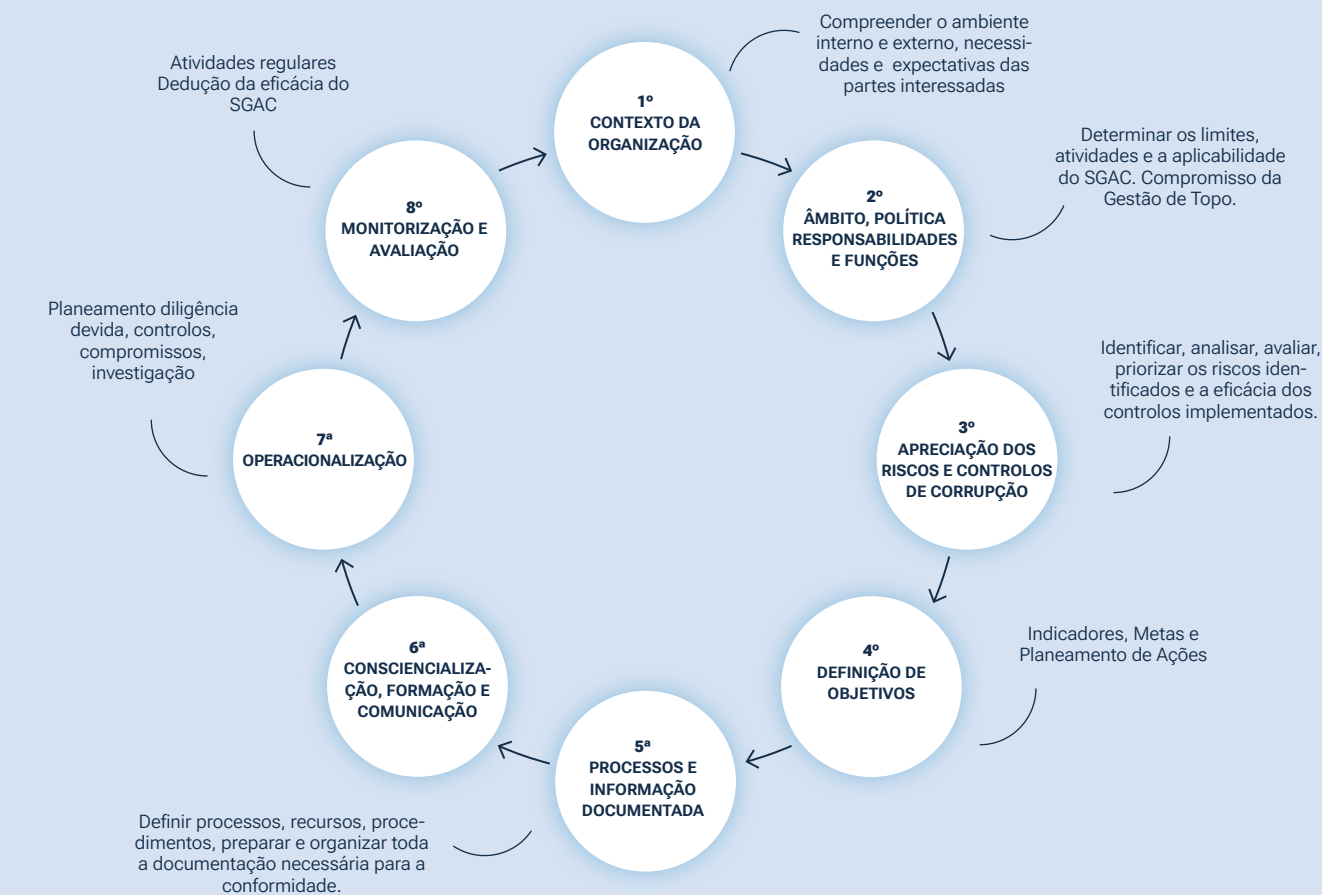 1º
CONTEXTO DA
ORGANIZAÇÃO
Compreender o ambiente
interno e externo, necessi-
dades e expectativas das
partes interessadas
2º
ÂMBITO, POLÍTICA
RESPONSABILIDADES
E FUNÇÕES
Determinar os limites,
atividades e a aplicabilidade
do SGAC. Compromisso da
Gestão de Topo.
3º
APRECIAÇÃO DOS
RISCOS E CONTROLOS
DE CORRUPÇÃO
Identificar, analisar, avaliar,
priorizar os riscos iden-
tificados e a eficácia dos
controlos implementados.
4º
DEFINIÇÃO DE
OBJETIVOS
Indicadores, Metas e
Planeamento de Ações
5ª
PROCESSOS E
INFORMAÇÃO
DOCUMENTADA
Definir processos, recursos, proce-
dimentos, preparar e organizar toda
a documentação necessária para a
conformidade.
6ª
CONSCIENCIALIZA-
ÇÃO, FORMAÇÃO E
COMUNICAÇÃO
7ª
OPERACIONALIZAÇÃO
Planeamento diligência
devida, controlos,
compromissos,
investigação
8º
MONITORIZAÇÃO E
AVALIAÇÃO
Atividades regulares
Dedução da eficácia do
SGAC